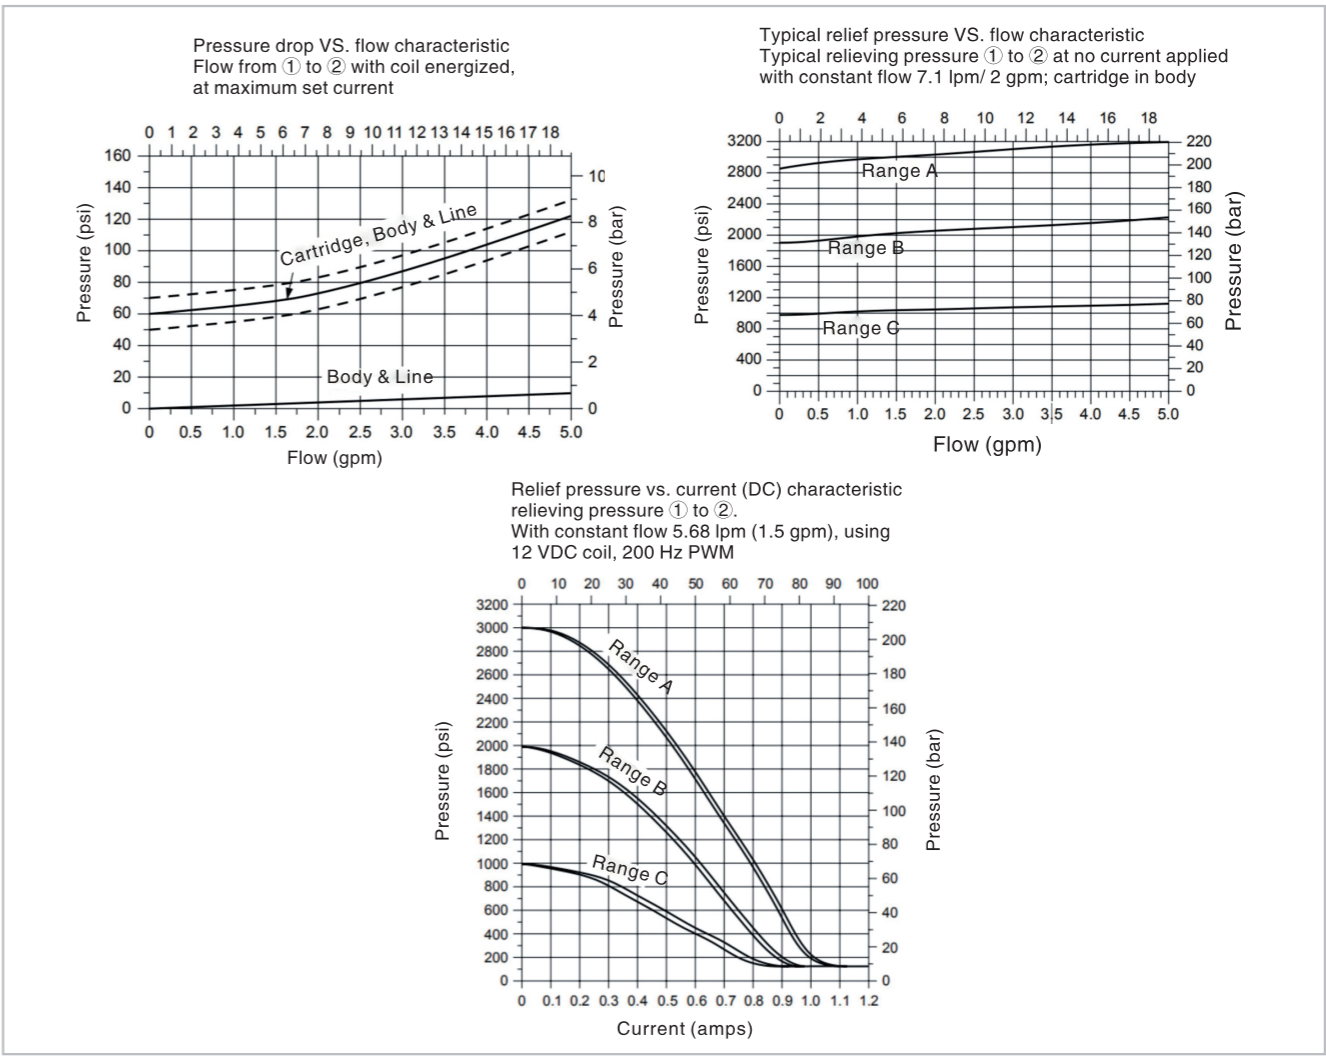 Pressure drop VS. flow characteristic
Flow from ① to ② with coil energized,
at maximum set current
0 1 2 3 4 5 6 7 8 9 10 11 12 13 14 15 16 17 18
160
140
120
100
80
60
40
20
0
Pressure (psi)
Cartridge, Body & Line
Body & Line
10
8
6
4
2
0
Pressure (bar)
0 0.5 1.0 1.5 2.0 2.5 3.0 3.5 4.0 4.5 5.0
Flow (gpm)
Typical relief pressure VS. flow characteristic
Typical relieving pressure ① to ② at no current applied
with constant flow 7.1 lpm/ 2 gpm; cartridge in body
0 2 4 6 8 10 12 14 16 18
3200
2800
2400
2000
1600
1200
800
400
0
Pressure (psi)
Range A
Range B
Range C
220
200
180
160
140
120
100
80
60
40
20
0
Pressure (bar)
0 0.5 1.0 1.5 2.0 2.5 3.0 3.5 4.0 4.5 5.0
Flow (gpm)
Relief pressure vs. current (DC) characteristic
relieving pressure ① to ②.
With constant flow 5.68 lpm (1.5 gpm), using
12 VDC coil, 200 Hz PWM
0 10 20 30 40 50 60 70 80 90 100
3200
3000
2800
2600
2400
2200
2000
1800
1600
1400
1200
1000
800
600
400
200
0
Pressure (psi)
Range A
Range B
Range C
220
200
180
160
140
120
100
80
60
40
20
0
Pressure (bar)
0 0.1 0.2 0.3 0.4 0.5 0.6 0.7 0.8 0.9 1.0 1.1 1.2
Current (amps)